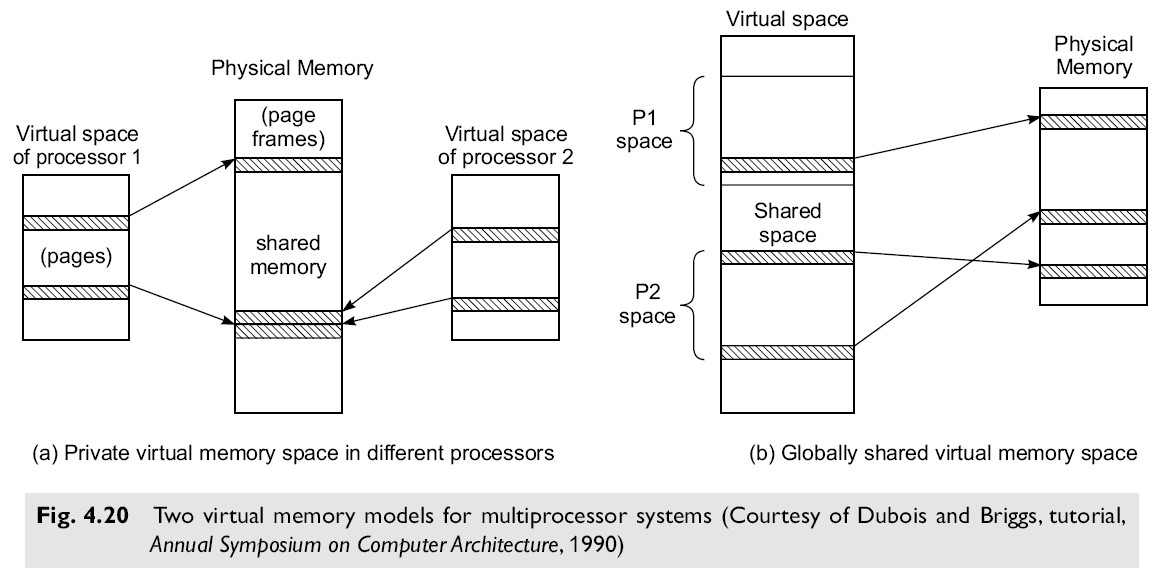 Physical Memory
(page
frames)
Virtual space
of processor 1
(pages)
shared
memory
Virtual space
of processor 2
(a) Private virtual memory space in different processors
Virtual space
P1
space
Shared
space
P2
space
Physical
Memory
(b) Globally shared virtual memory space
Fig. 4.20 Two virtual memory models for multiprocessor systems (Courtesy of Dubois and Briggs, tutorial,
Annual Symposium on Computer Architecture, 1990)